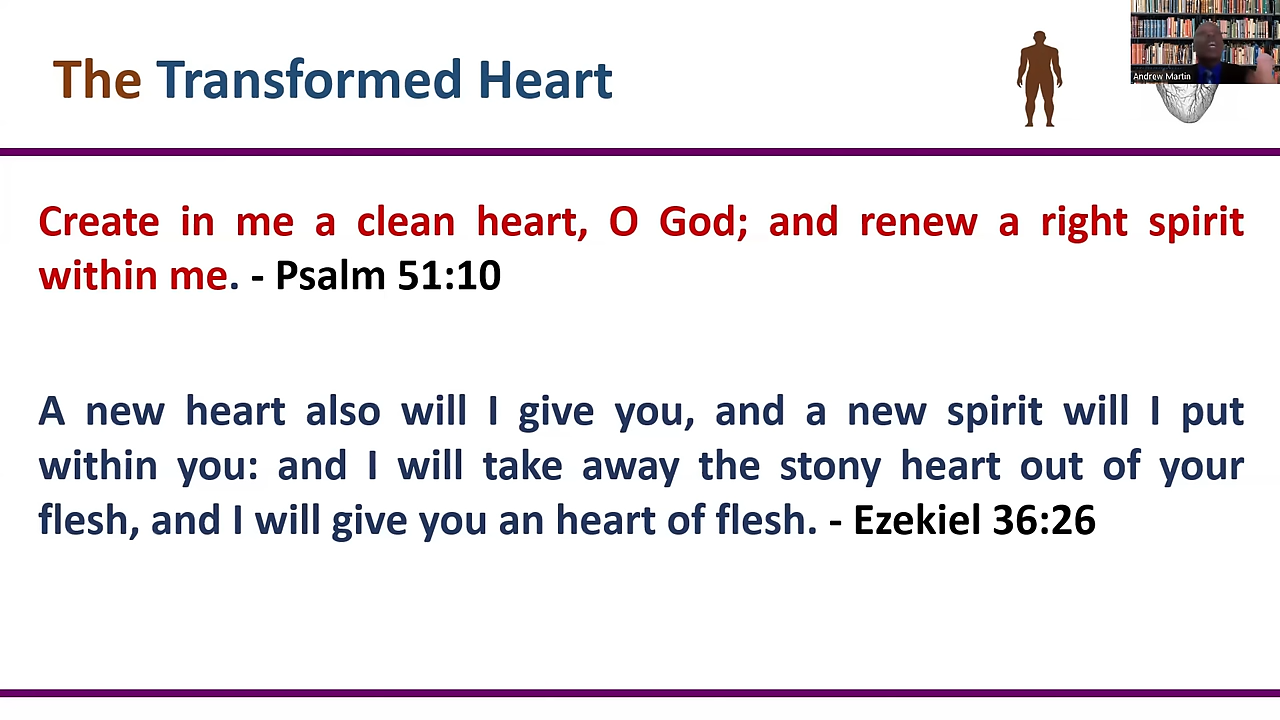 The Transformed Heart
Andrew Martin
Create in me a clean heart, O God; and renew a right spirit
within me. - Psalm 51:10
A new heart also will I give you, and a new spirit will I put
within you: and I will take away the stony heart out of your
flesh, and I will give you an heart of flesh. - Ezekiel 36:26